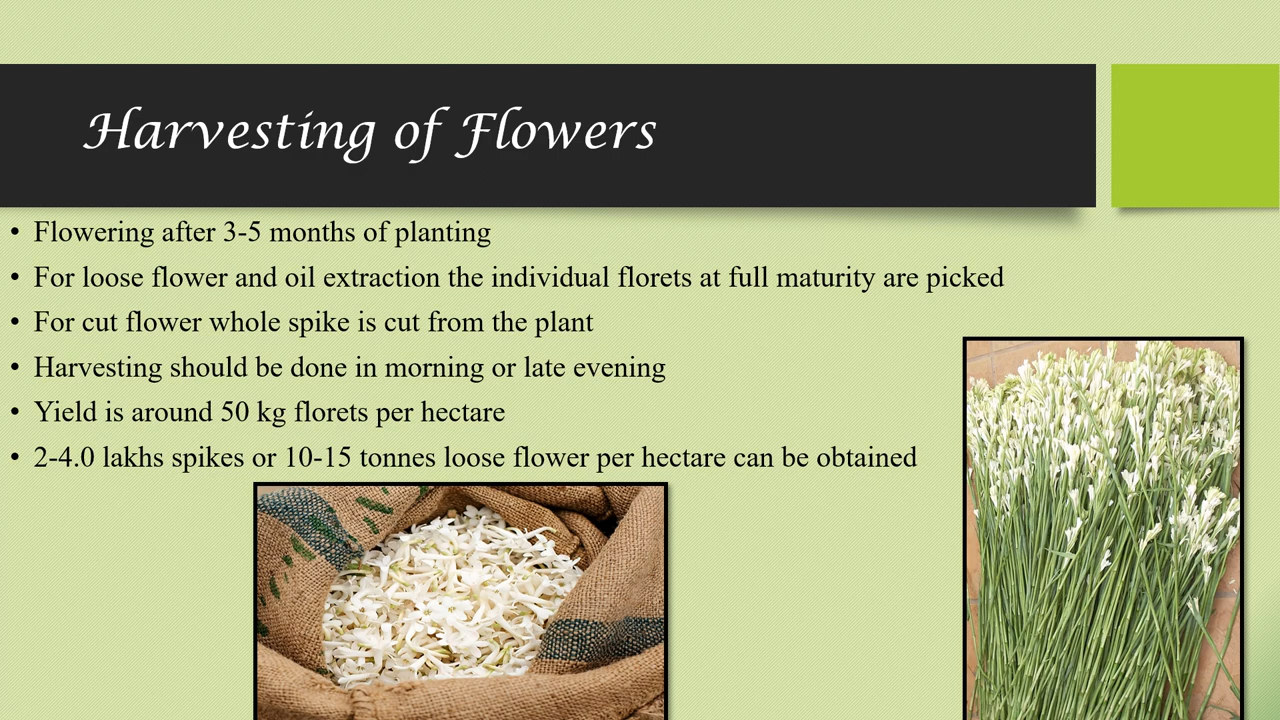 Harvesting of Flowers
• Flowering after 3-5 months of planting
• For loose flower and oil extraction the individual florets at full maturity are picked
• For cut flower whole spike is cut from the plant
• Harvesting should be done in morning or late evening
• Yield is around 50 kg florets per hectare
• 2-4.0 lakhs spikes or 10-15 tonnes loose flower per hectare can be obtained